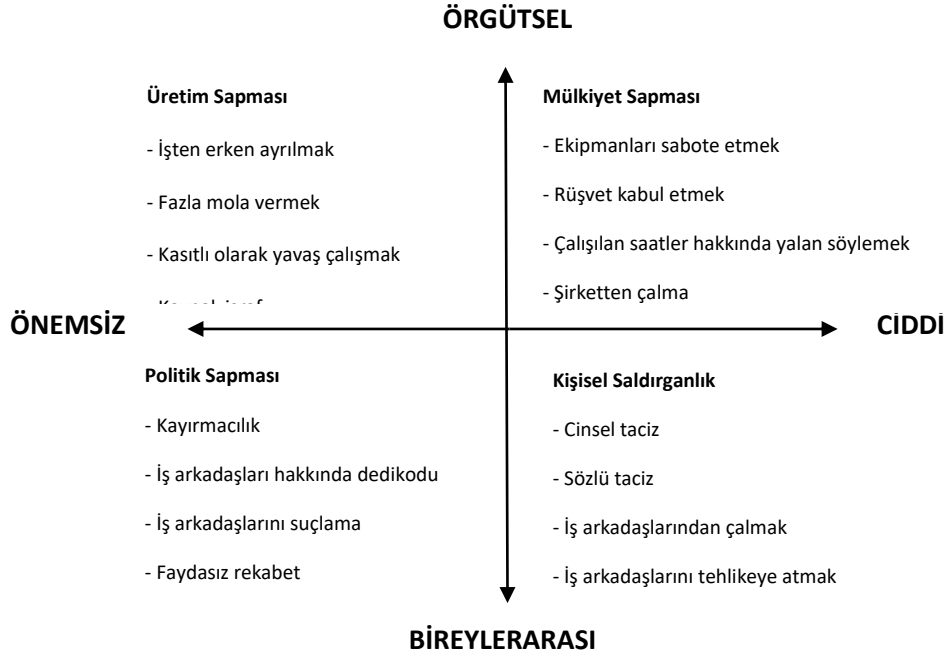 ÖRGÜTSEL
Üretim Sapması
- İşten erken ayrılmak
- Fazla mola vermek
- Kasıtlı olarak yavaş çalışmak
Mülkiyet Sapması
- Ekipmanları sabote etmek
- Rüşvet kabul etmek
- Çalışılan saatler hakkında yalan söylemek
- Şirketten çalma
ÖNEMSİZ
CİDDİ
Politik Sapması
- Kayırmacılık
- İş arkadaşları hakkında dedikodu
- İş arkadaşlarını suçlama
- Faydasız rekabet
Kişisel Saldırganlık
- Cinsel taciz
- Sözlü taciz
- İş arkadaşlarından çalmak
- İş arkadaşlarını tehlikeye atmak
BİREYLERARASI